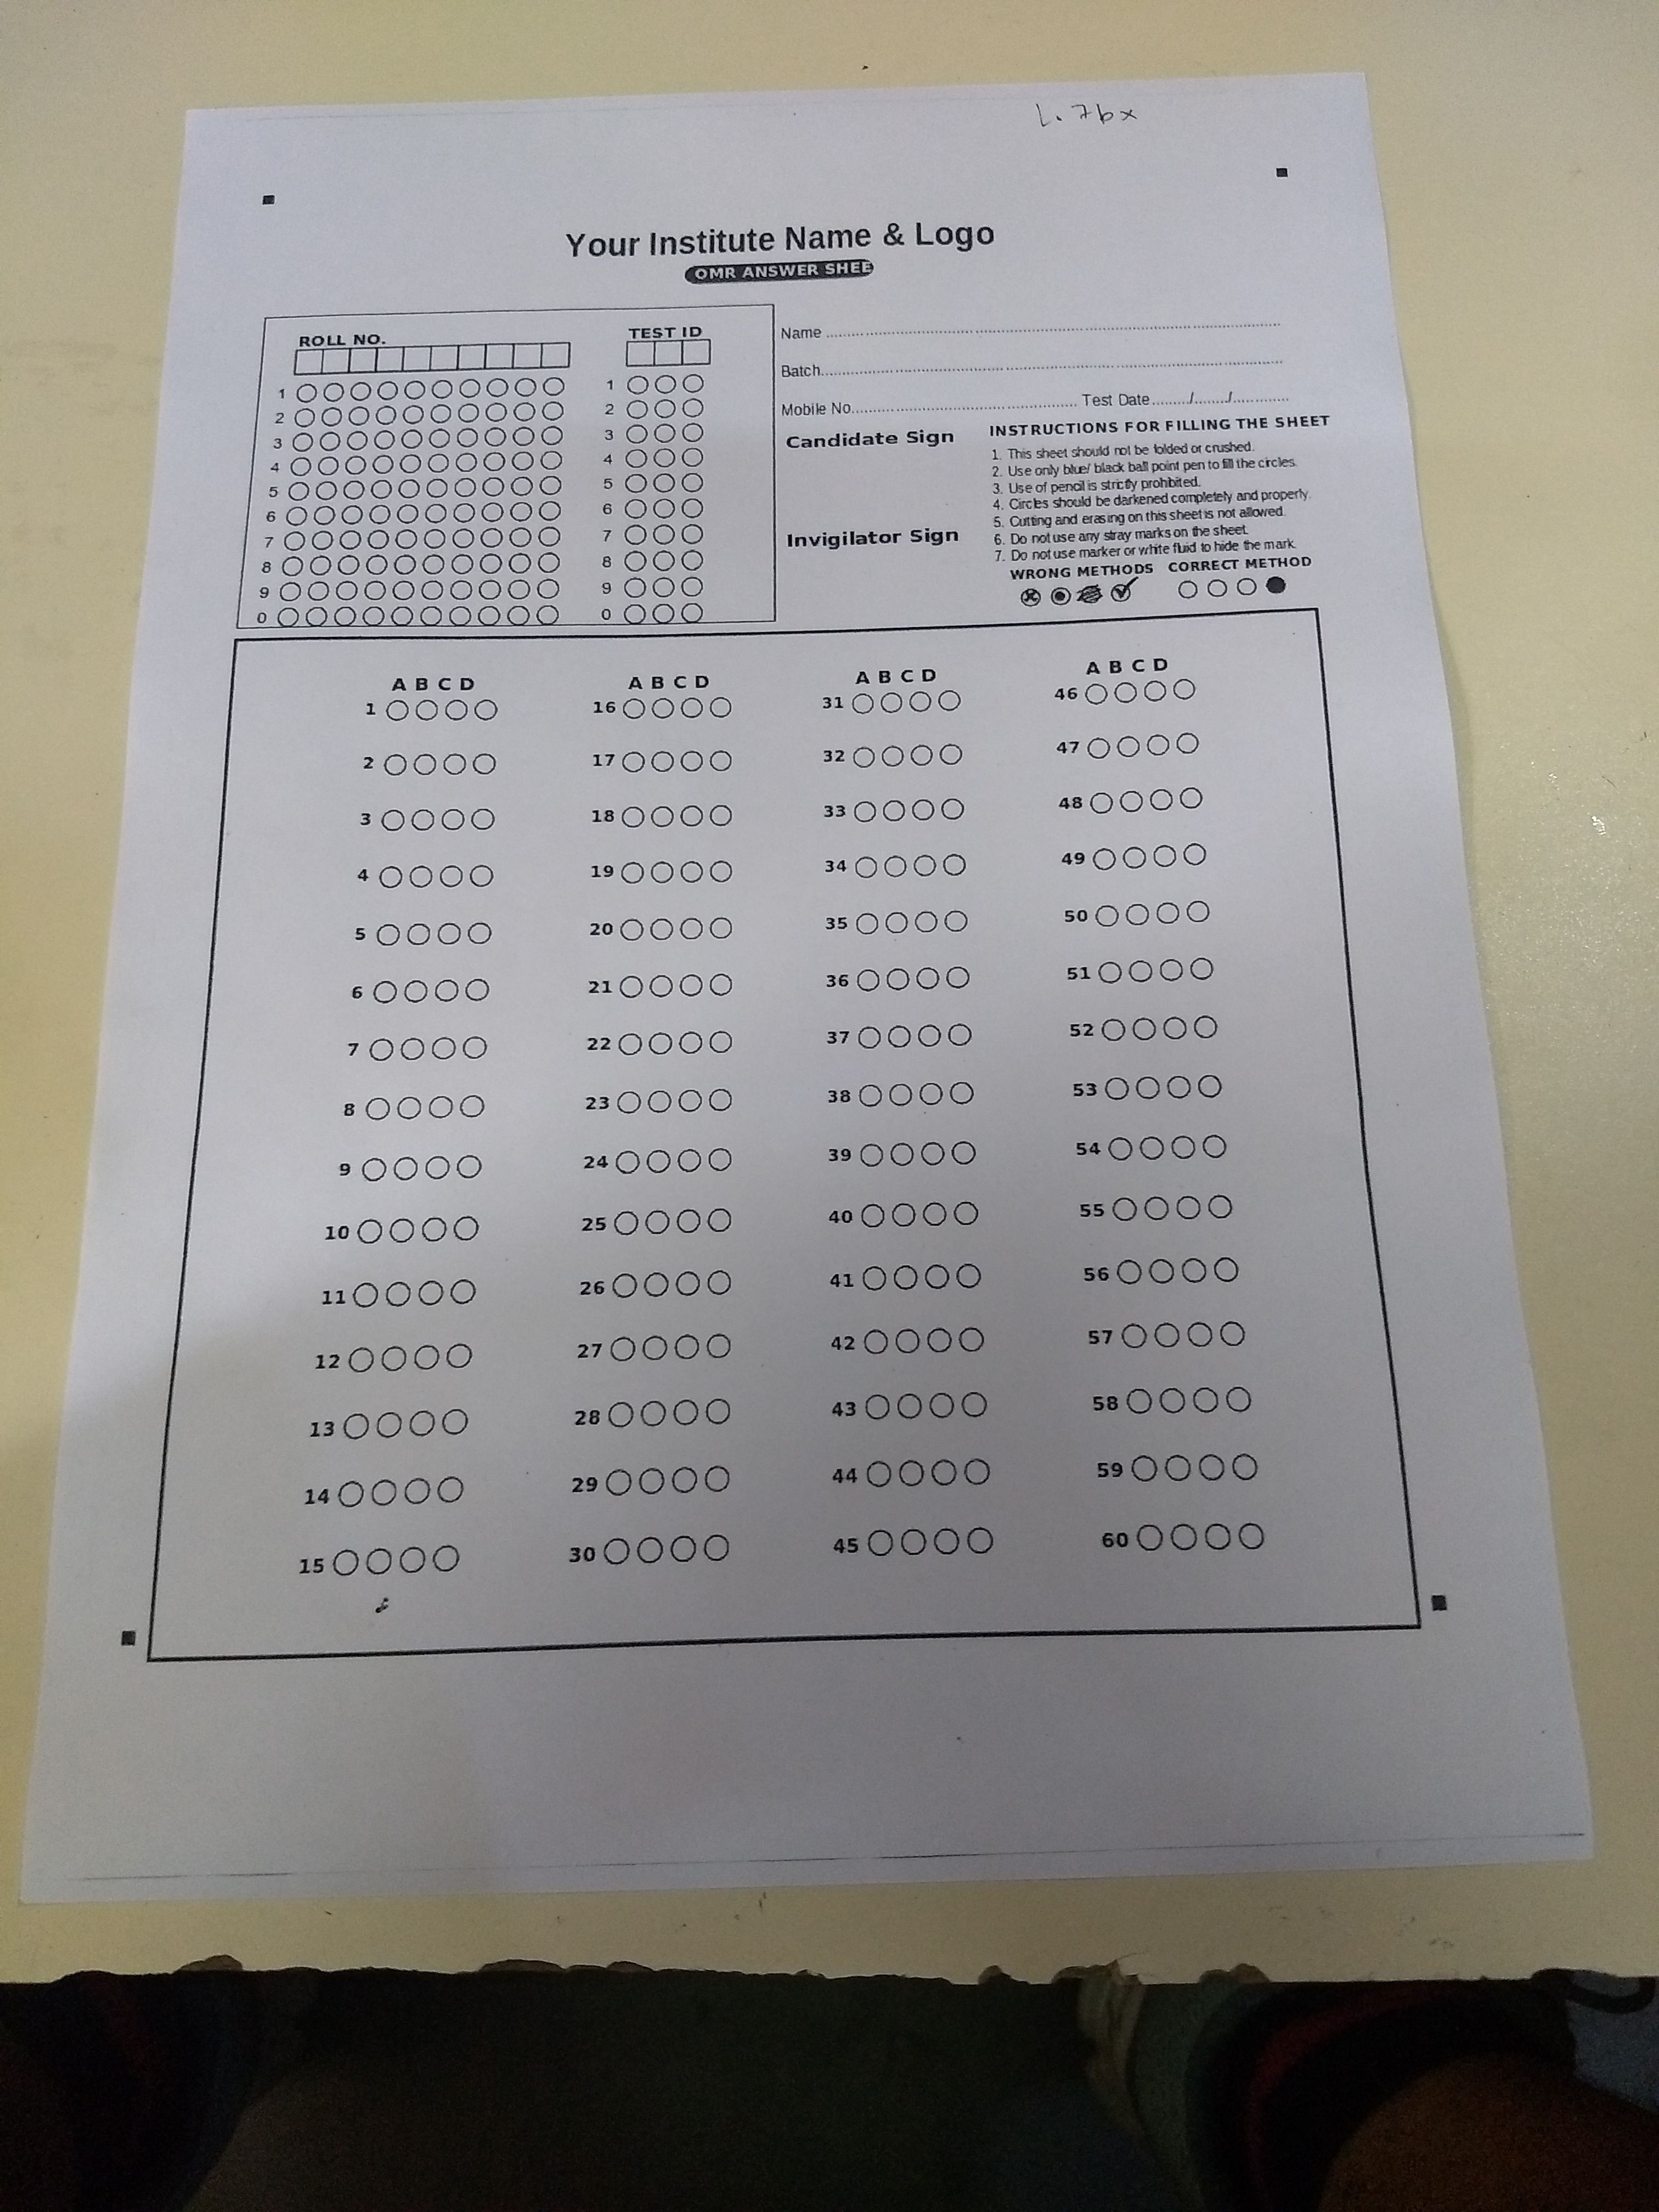 Your Institute Name & Logo
OMR ANSWER SHEE
ROLL NO. TEST ID
1 1
2 2
3 3
4 4
5 5
6 6
7 7
8 8
9 9
0 0
Name
Batch
Mobile No. Test Date ......../......../............
Candidate Sign
Invigilator Sign
INSTRUCTIONS FOR FILLING THE SHEET
1. This sheet should not be folded or crushed.
2. Use only blue/ black ball point pen to fill the circles.
3. Use of pencil is strictly prohibited.
4. Circles should be darkened completely and properly.
5. Cutting and erasing on this sheet is not allowed.
6. Do not use any stray marks on the sheet.
7. Do not use marker or white fluid to hide the mark.
WRONG METHODS CORRECT METHOD
A B C D A B C D A B C D A B C D
1 16 31 46
2 17 32 47
3 18 33 48
4 19 34 49
5 20 35 50
6 21 36 51
7 22 37 52
8 23 38 53
9 24 39 54
10 25 40 55
11 26 41 56
12 27 42 57
13 28 43 58
14 29 44 59
15 30 45 60